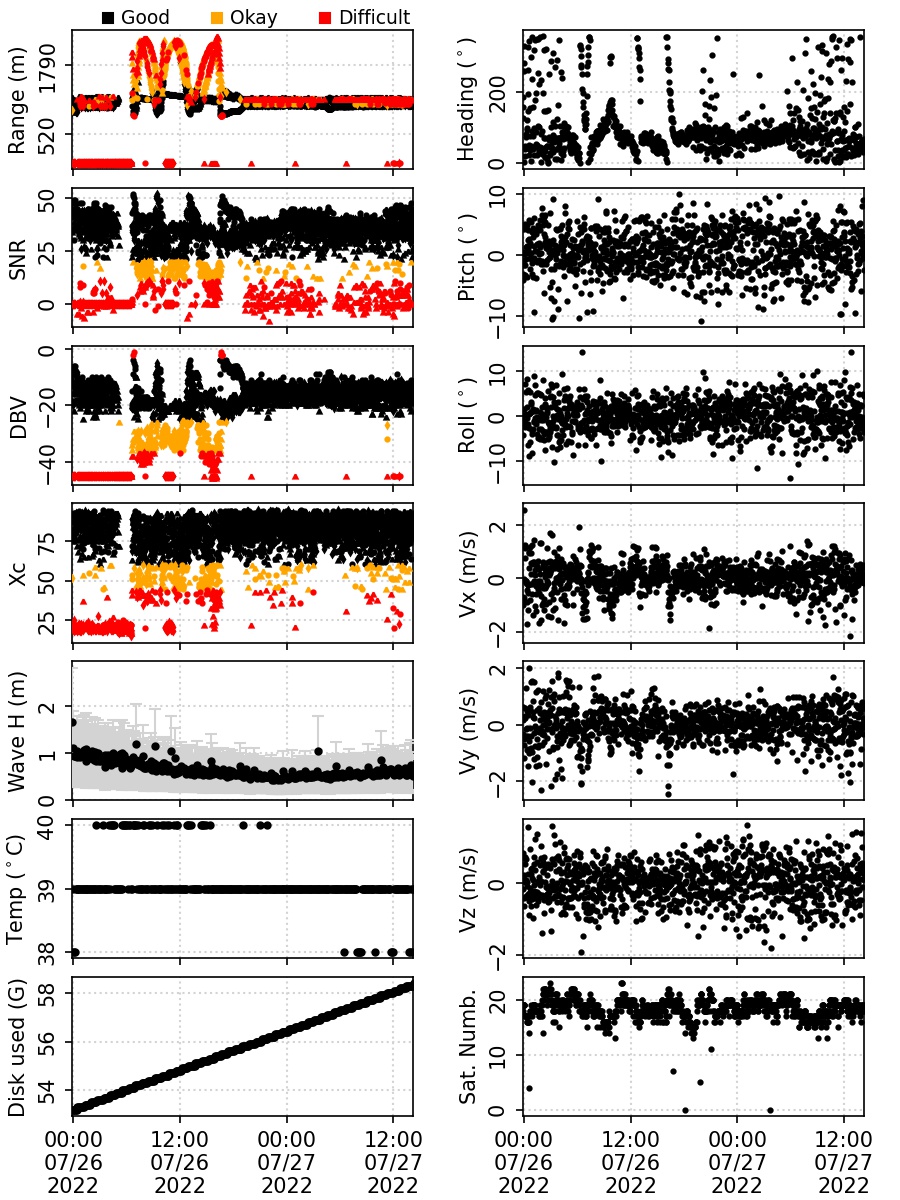 Good Okay Difficult
Range (m)
1790
520
Heading (°)
200
0
SNR
50
25
0
Pitch (°)
10
0
−10
DBV
0
−20
−40
Roll (°)
10
0
−10
Xc
75
50
25
Vx (m/s)
2
0
−2
Wave H (m)
2
1
0
Vy (m/s)
2
0
−2
Temp (°C)
40
39
38
Vz (m/s)
0
−2
Disk used (G)
58
56
54
Sat. Numb.
20
10
0
00:00 12:00 00:00 12:00
07/26 07/26 07/27 07/27
2022 2022 2022 2022
00:00 12:00 00:00 12:00
07/26 07/26 07/27 07/27
2022 2022 2022 2022